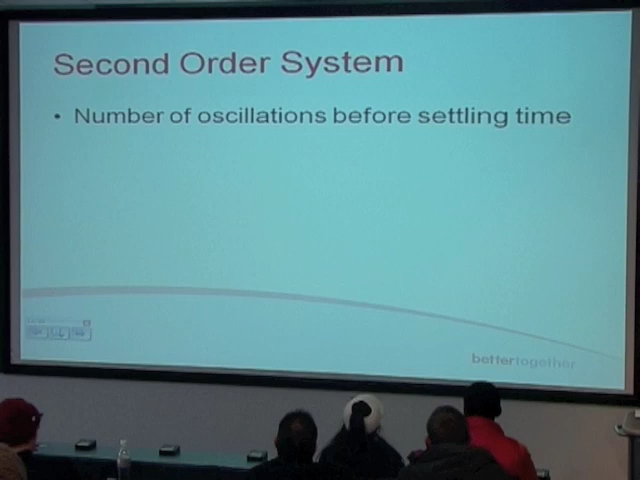 Second Order System
• Number of oscillations before settling time
bettertogether